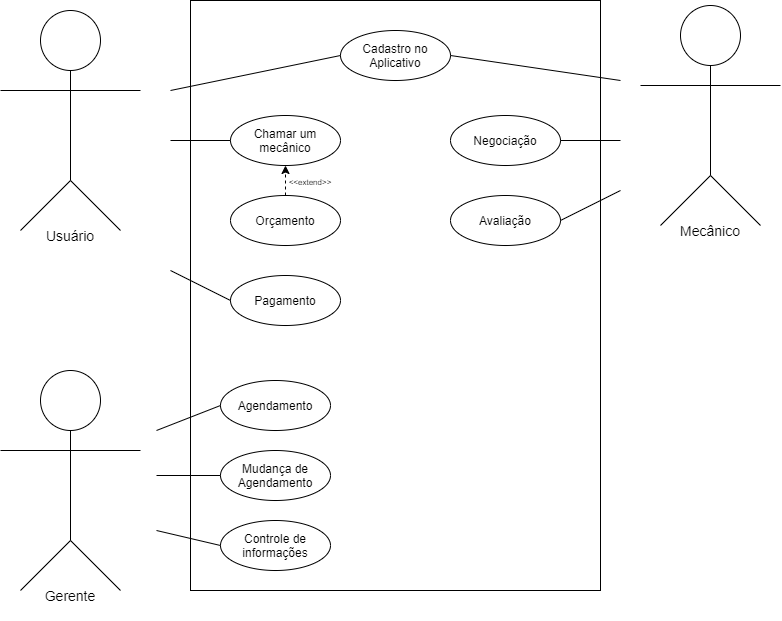 Cadastro no
Aplicativo
Chamar um
mecânico
Negociação
<<extend>>
Orçamento
Avaliação
Usuário
Mecânico
Pagamento
Agendamento
Mudança de
Agendamento
Controle de
informações
Gerente